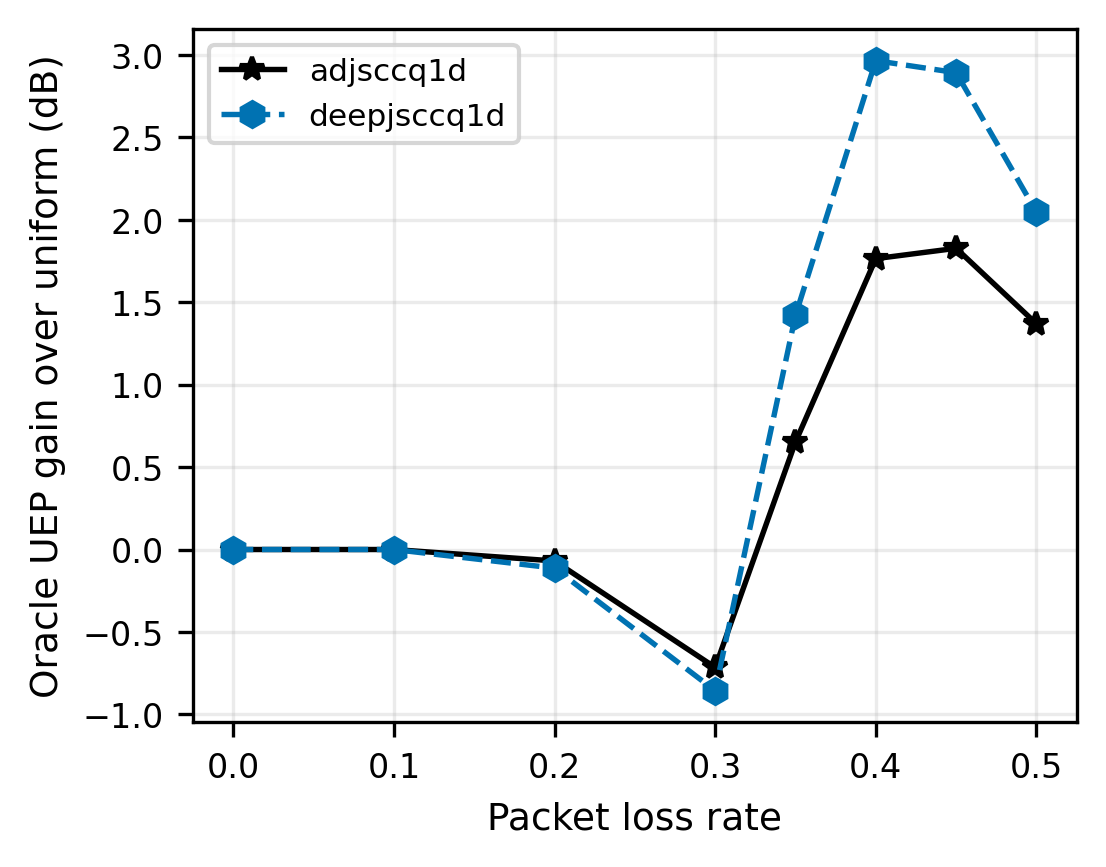 adjsccq1d
deepjsccq1d
Oracle UEP gain over uniform (dB)
3.0
2.5
2.0
1.5
1.0
0.5
0.0
−0.5
−1.0
0.0 0.1 0.2 0.3 0.4 0.5
Packet loss rate